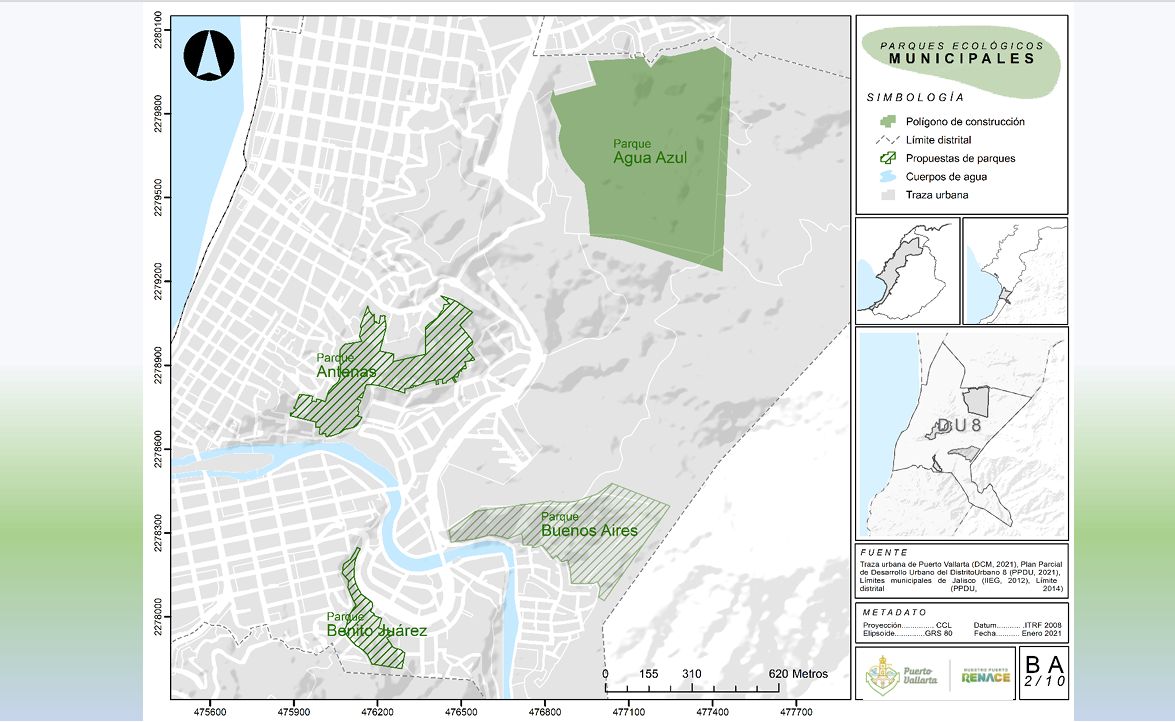 PARQUES ECOLÓGICOS
MUNICIPALES
SIMBOLOGÍA
Polígono de construcción
Límite distrital
Propuestas de parques
Cuerpos de agua
Traza urbana
Parque
Agua Azul
Parque
Antenas
Parque
Buenos Aires
Parque
Benito Juárez
2280100
2279800
2279500
2279200
2278900
2278600
2278300
2278000
475600
475900
476200
476500
476800
477100
477400
477700
0 155 310 620 Metros
DU8
FUENTE
Traza urbana de Puerto Vallarta (DCM, 2021), Plan Parcial
de Desarrollo Urbano del DistritoUrbano 8 (PPDU, 2021),
Límites municipales de Jalisco (IIEG, 2012), Límite
distrital (PPDU, 2014)
METADATO
Proyección.............. CCL Datum...........ITRF 2008
Elipsoide.............GRS 80 Fecha.......... Enero 2021
Puerto
Vallarta
NUESTRO PUERTO
RENACE
BA
2/10